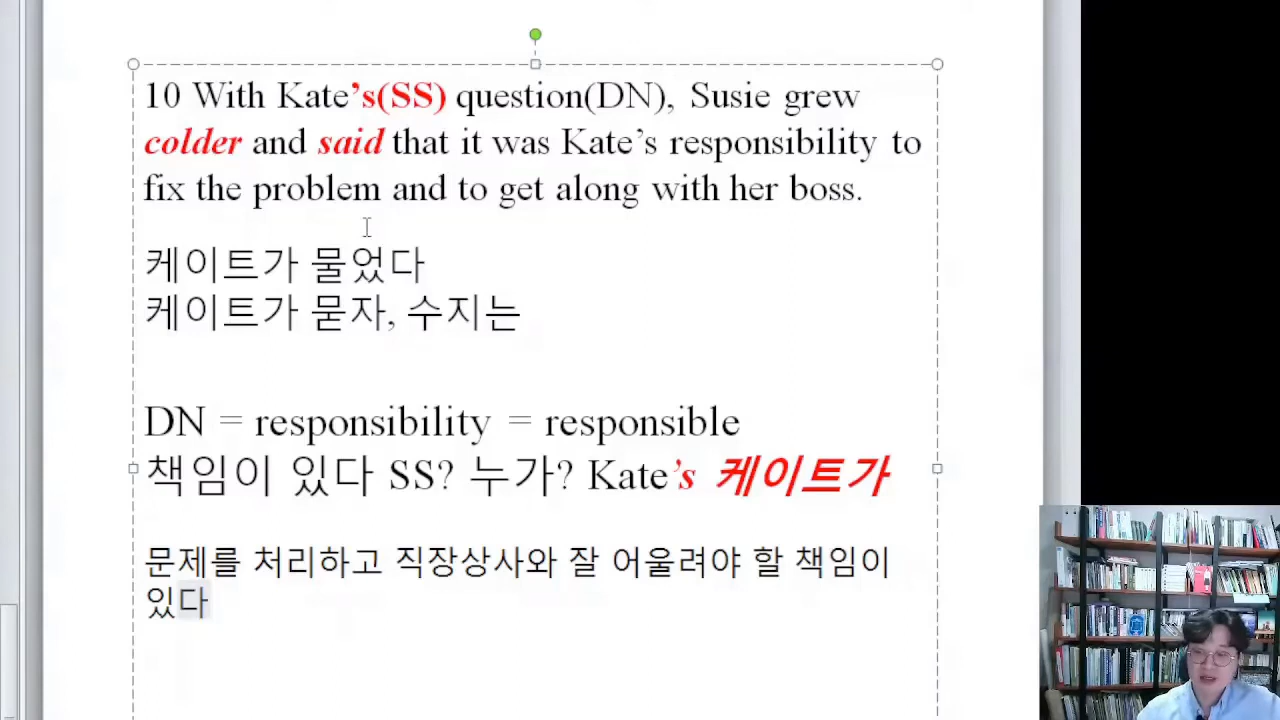 10 With Kate's(SS) question(DN), Susie grew
colder and said that it was Kate's responsibility to
fix the problem and to get along with her boss.
케이트가 물었다
케이트가 묻자, 수지는
DN = responsibility = responsible
책임이 있다 SS? 누가? Kate's 케이트가
문제를 처리하고 직장상사와 잘 어울려야 할 책임이
있다